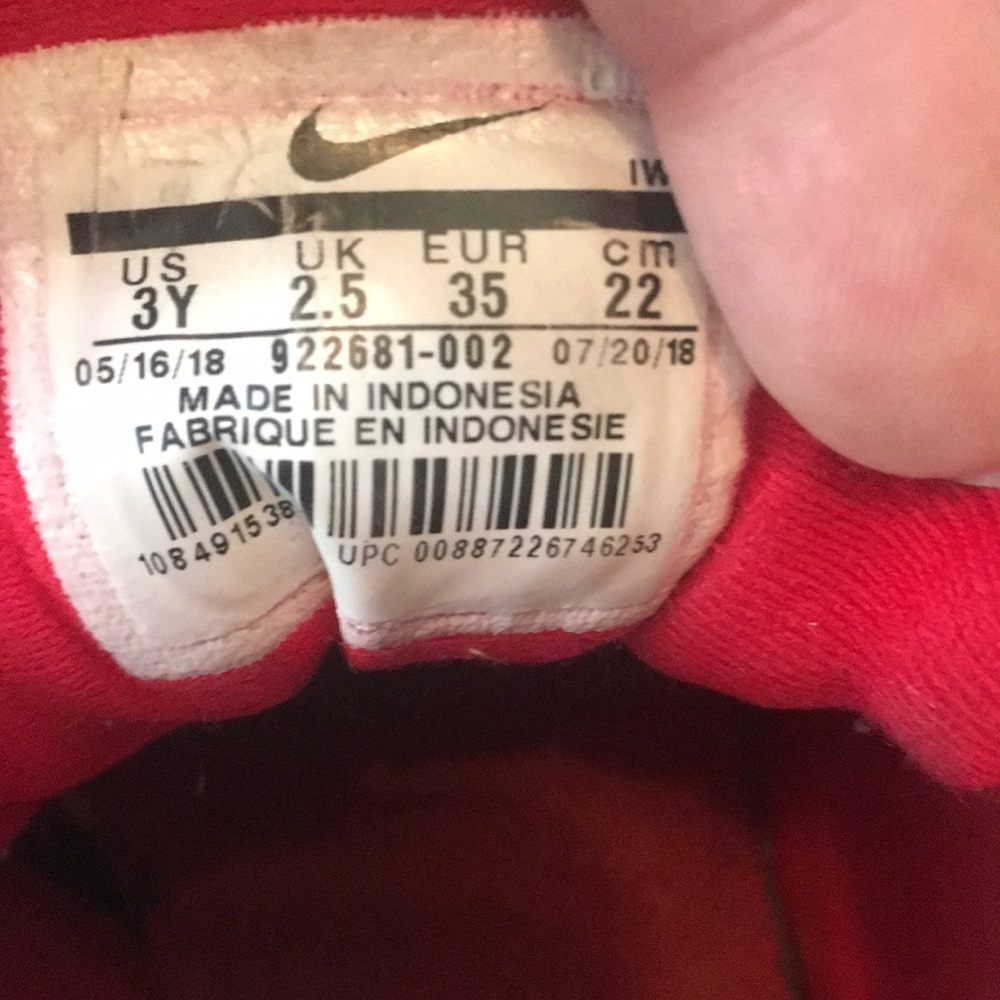 IW
US UK EUR cm
3Y 2.5 35 22
05/16/18 922681-002 07/20/18
MADE IN INDONESIA
FABRIQUE EN INDONESIE
108491538 UPC 00887226746253